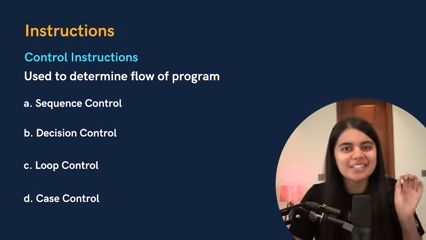 Instructions
Control Instructions
Used to determine flow of program
a. Sequence Control
b. Decision Control
c. Loop Control
d. Case Control